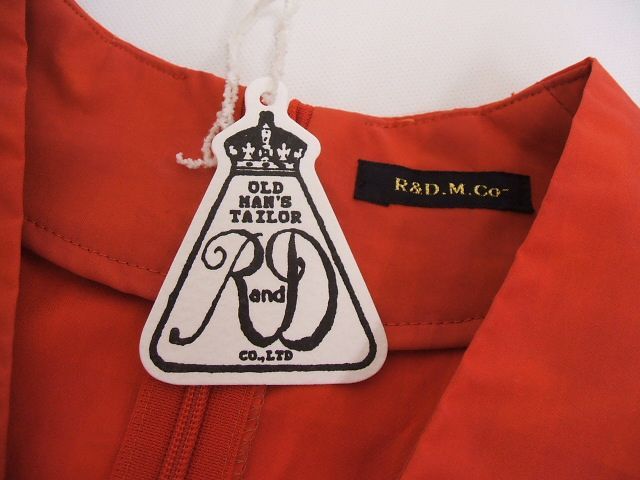 OLD
MAN'S
TAILOR
R and D
CO.,LTD
R&D.M.Co-